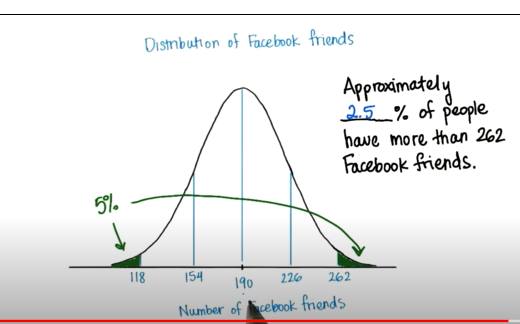 Distribution of Facebook friends
Approximately
2.5 % of people
have more than 262
Facebook friends.
5%
118 154 190 226 262
Number of Facebook friends